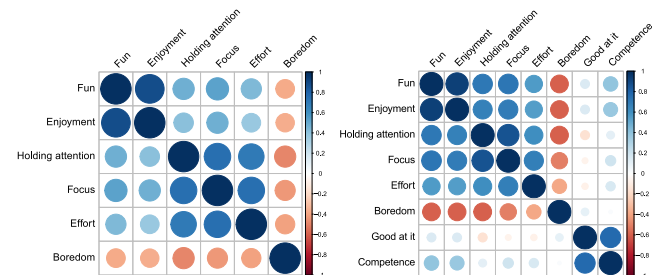 Fun
Enjoyment
Holding attention
Focus
Effort
Boredom
Fun
Enjoyment
Holding attention
Focus
Effort
Boredom
1
0.8
0.6
0.4
0.2
0
−0.2
−0.4
−0.6
−0.8
Fun
Enjoyment
Holding attention
Focus
Effort
Boredom
Good at it
Competence
Fun
Enjoyment
Holding attention
Focus
Effort
Boredom
Good at it
Competence
1
0.8
0.6
0.4
0.2
0
−0.2
−0.4
−0.6
−0.8